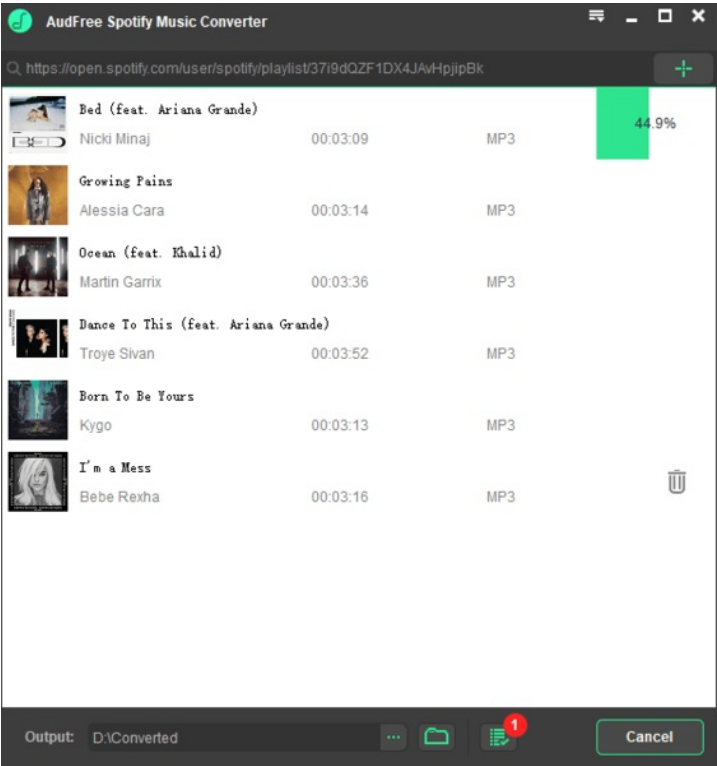 AudFree Spotify Music Converter
https://open.spotify.com/user/spotify/playlist/37i9dQZF1DX4JAvHpjipBk
Bed (feat. Ariana Grande)
Nicki Minaj 00:03:09 MP3 44.9%
Growing Pains
Alessia Cara 00:03:14 MP3
Ocean (feat. Khalid)
Martin Garrix 00:03:36 MP3
Dance To This (feat. Ariana Grande)
Troye Sivan 00:03:52 MP3
Born To Be Yours
Kygo 00:03:13 MP3
I'm a Mess
Bebe Rexha 00:03:16 MP3
Output: D:\Converted ... 1 Cancel